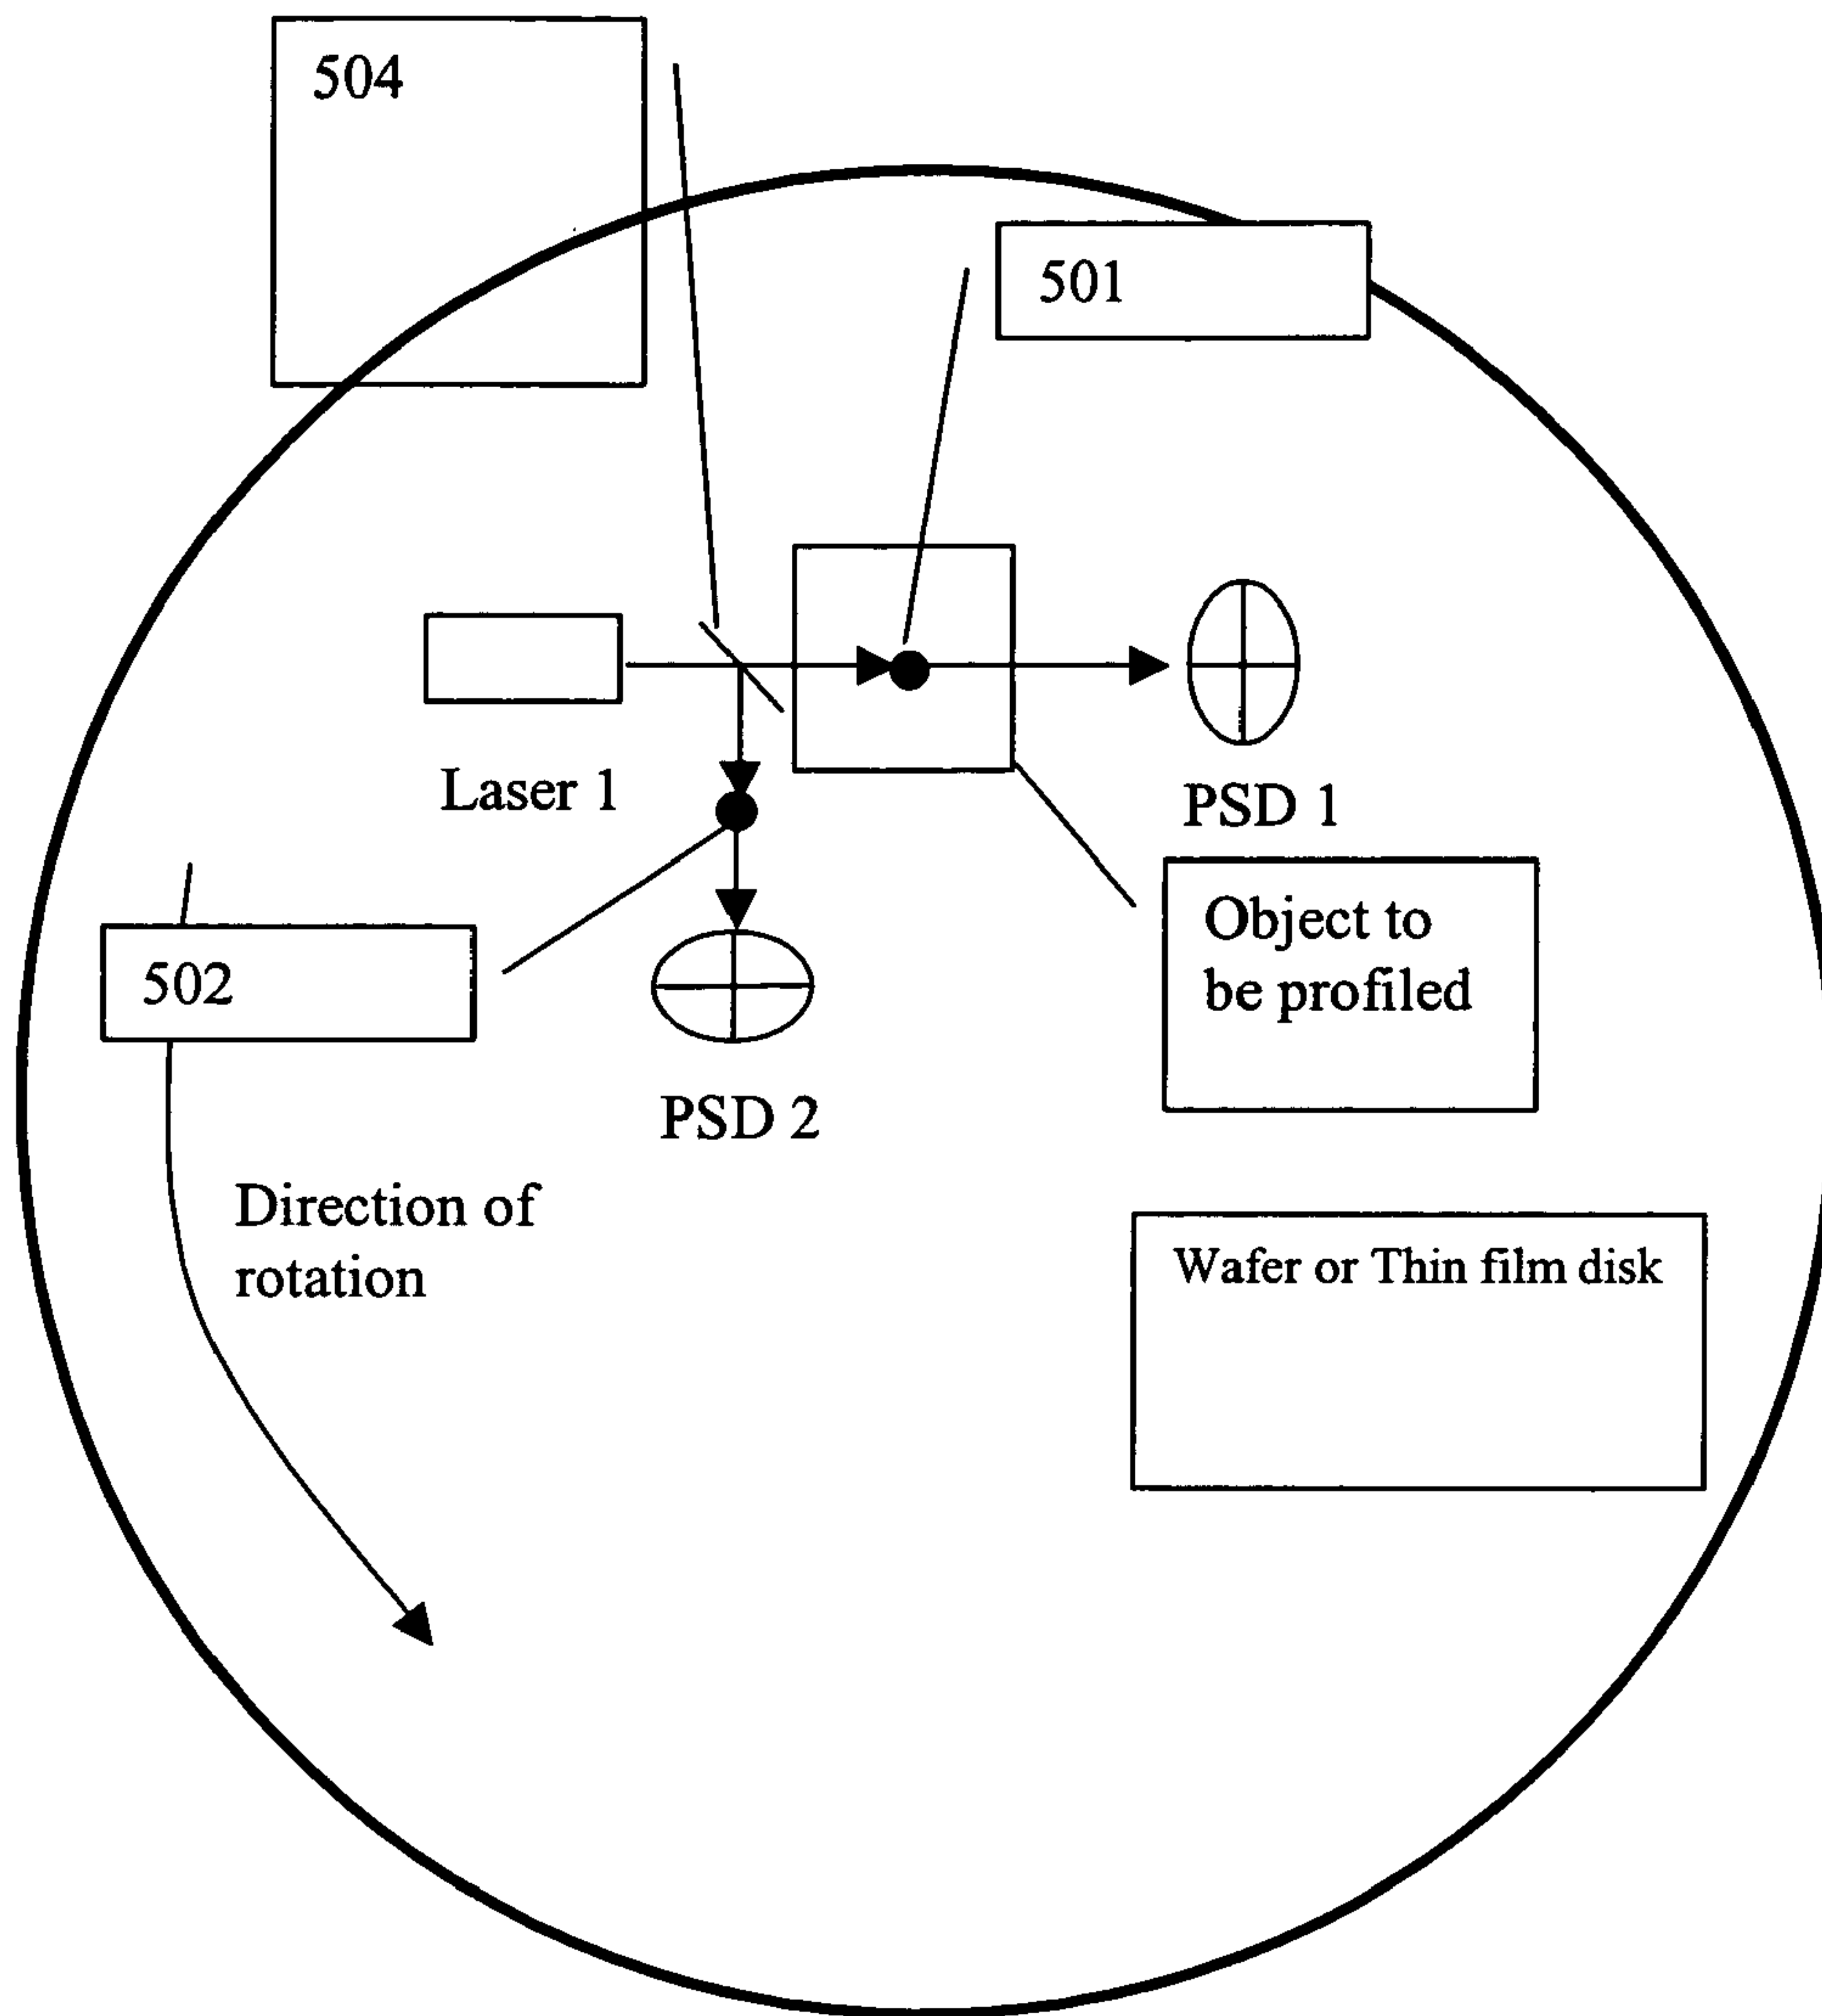 504
501
Laser 1
PSD 1
Object to
be profiled
502
PSD 2
Direction of
rotation
Wafer or Thin film disk